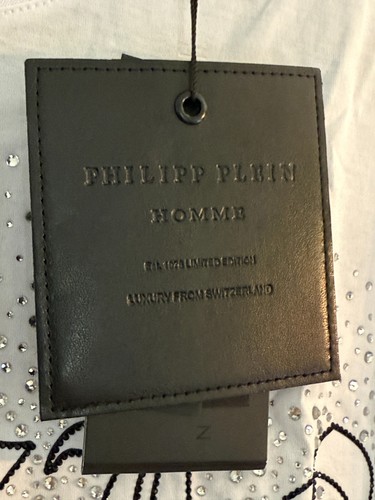 PHILIPP PLEIN
HOMME
EST. 1978 LIMITED EDITION
LUXURY FROM SWITZERLAND